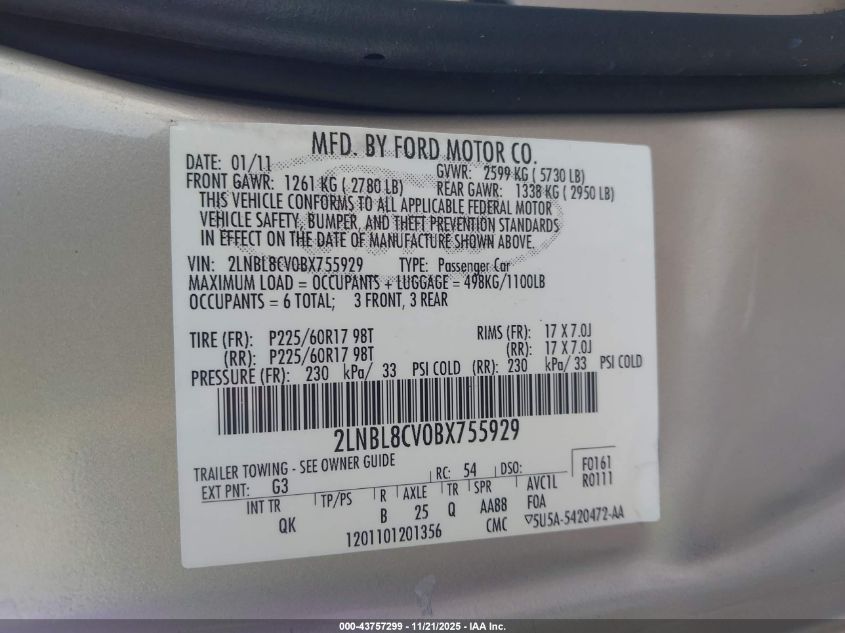 MFD. BY FORD MOTOR CO.
DATE: 01/11 GVWR: 2599 KG ( 5730 LB)
FRONT GAWR: 1261 KG ( 2780 LB) REAR GAWR: 1338 KG ( 2950 LB)
THIS VEHICLE CONFORMS TO ALL APPLICABLE FEDERAL MOTOR
VEHICLE SAFETY, BUMPER, AND THEFT PREVENTION STANDARDS
IN EFFECT ON THE DATE OF MANUFACTURE SHOWN ABOVE.
VIN: 2LNBL8CV0BX755929 TYPE: Passenger Car
MAXIMUM LOAD = OCCUPANTS + LUGGAGE = 498KG/1100LB
OCCUPANTS = 6 TOTAL; 3 FRONT, 3 REAR
TIRE (FR): P225/60R17 98T RIMS (FR): 17 X 7.0J
(RR): P225/60R17 98T (RR): 17 X 7.0J
PRESSURE (FR): 230 kPa/ 33 PSI COLD (RR): 230 kPa/ 33 PSI COLD
2LNBL8CV0BX755929
TRAILER TOWING - SEE OWNER GUIDE RC: 54 DSO: F0161
EXT PNT: G3 R0111
INT TR TP/PS R AXLE TR SPR AVC1L
QK B 25 Q AA88 FOA
1201101201356 CMC ▽5U5A-5420472-AA
000-43757299 - 11/21/2025 - IAA Inc.